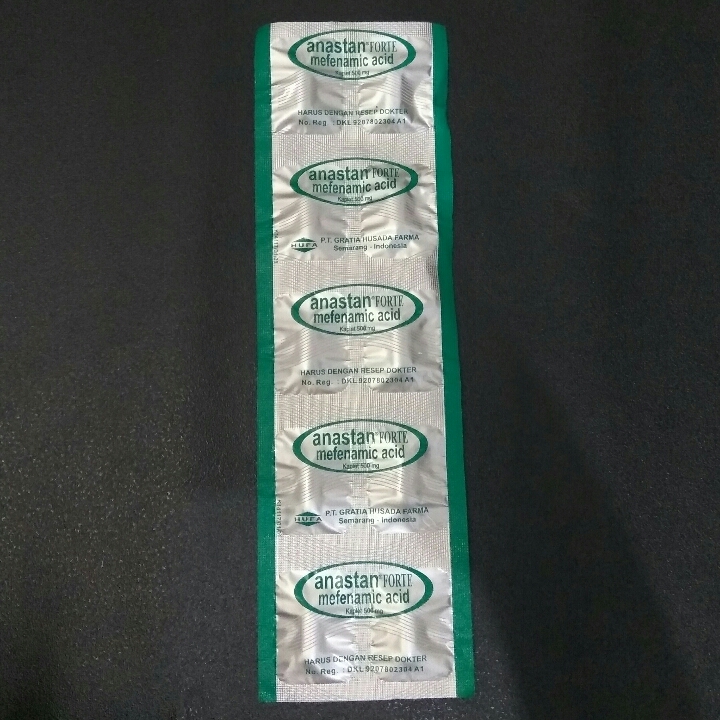 anastan® FORTE
mefenamic acid
Kaplet 500 mg
HARUS DENGAN RESEP DOKTER
No. Reg. : DKL9207802304A1
anastan® FORTE
mefenamic acid
Kaplet 500 mg
HUFA
P.T. GRATIA HUSADA FARMA
Semarang - Indonesia
anastan® FORTE
mefenamic acid
Kaplet 500 mg
HARUS DENGAN RESEP DOKTER
No. Reg. : DKL9207802304A1
anastan® FORTE
mefenamic acid
Kaplet 500 mg
HUFA
P.T. GRATIA HUSADA FARMA
Semarang - Indonesia
anastan® FORTE
mefenamic acid
Kaplet 500 mg
HARUS DENGAN RESEP DOKTER
No. Reg. : DKL9207802304A1